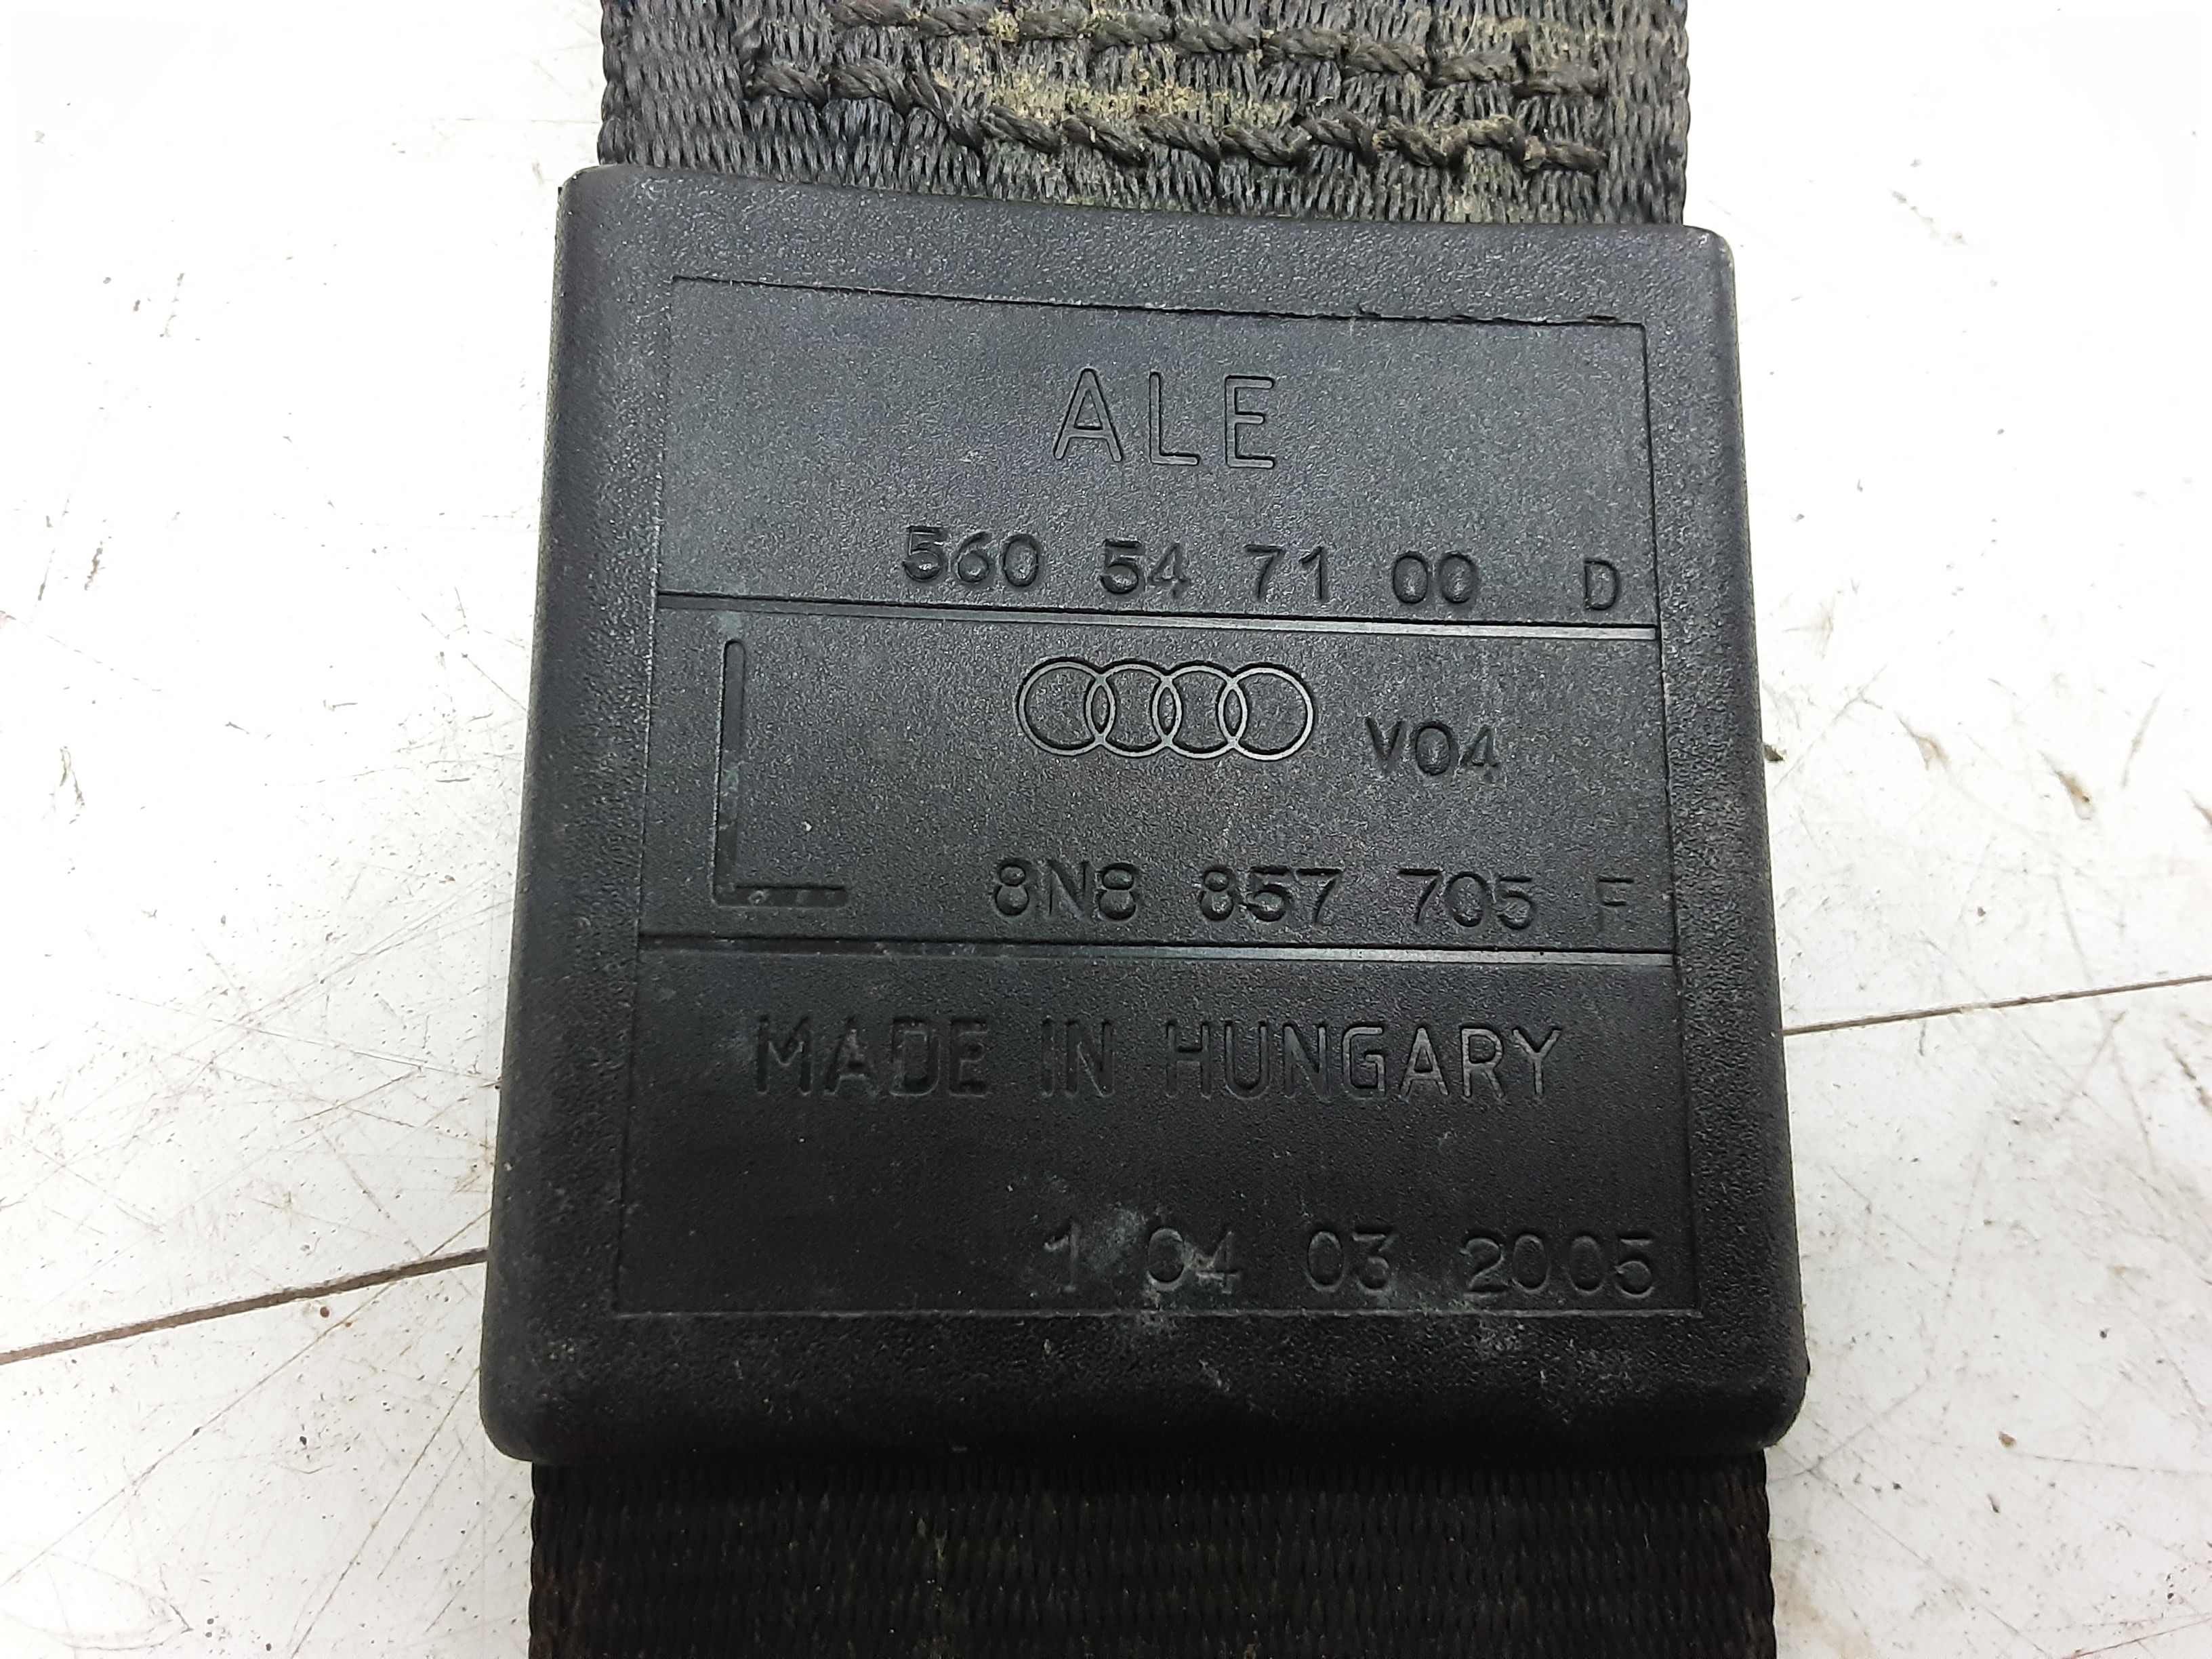 ALE
560 54 71 00 D
V04
L 8N8 857 705 F
MADE IN HUNGARY
1 04 03 2005